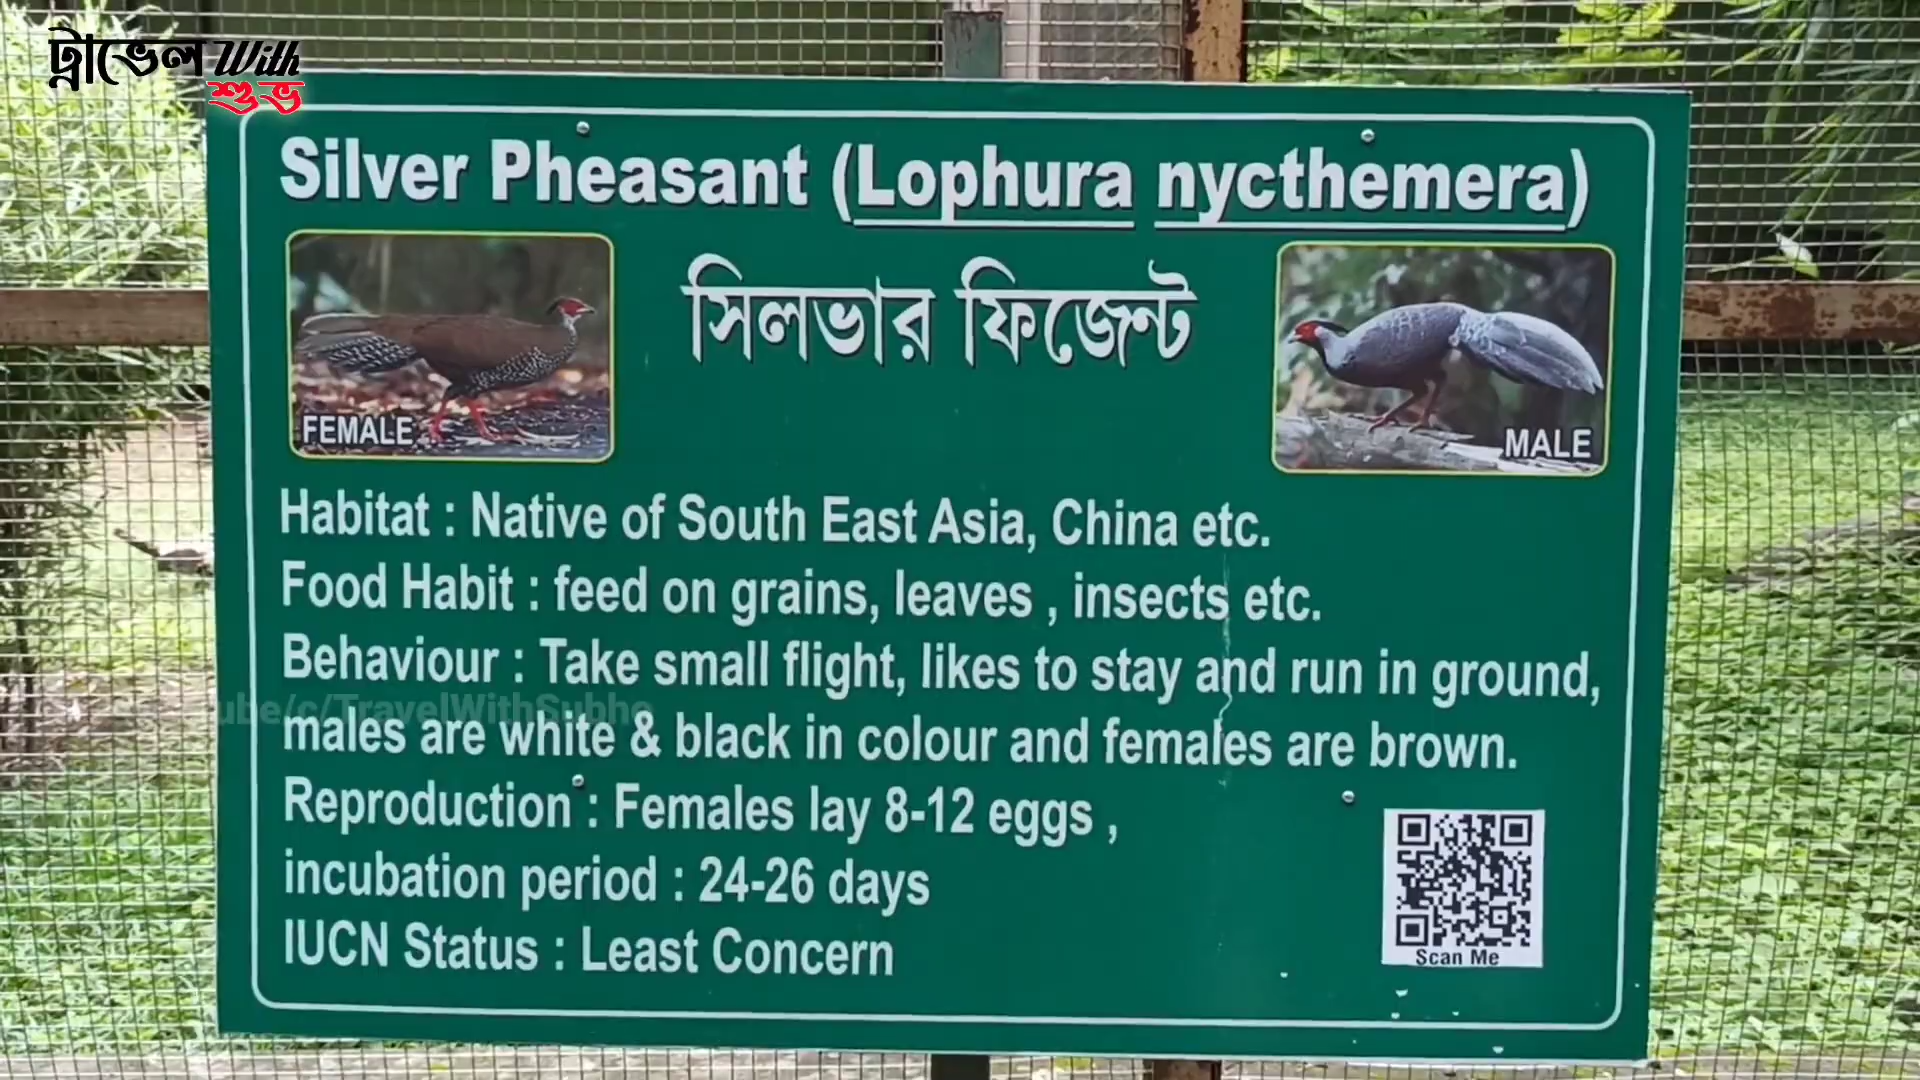 ট্রাভেল With
শুভ
Silver Pheasant (Lophura nycthemera)
সিলভার ফিজেন্ট
FEMALE
MALE
Habitat : Native of South East Asia, China etc.
Food Habit : feed on grains, leaves , insects etc.
Behaviour : Take small flight, likes to stay and run in ground,
ube/c/TravelWithSubho
males are white & black in colour and females are brown.
Reproduction : Females lay 8-12 eggs ,
incubation period : 24-26 days
IUCN Status : Least Concern
Scan Me